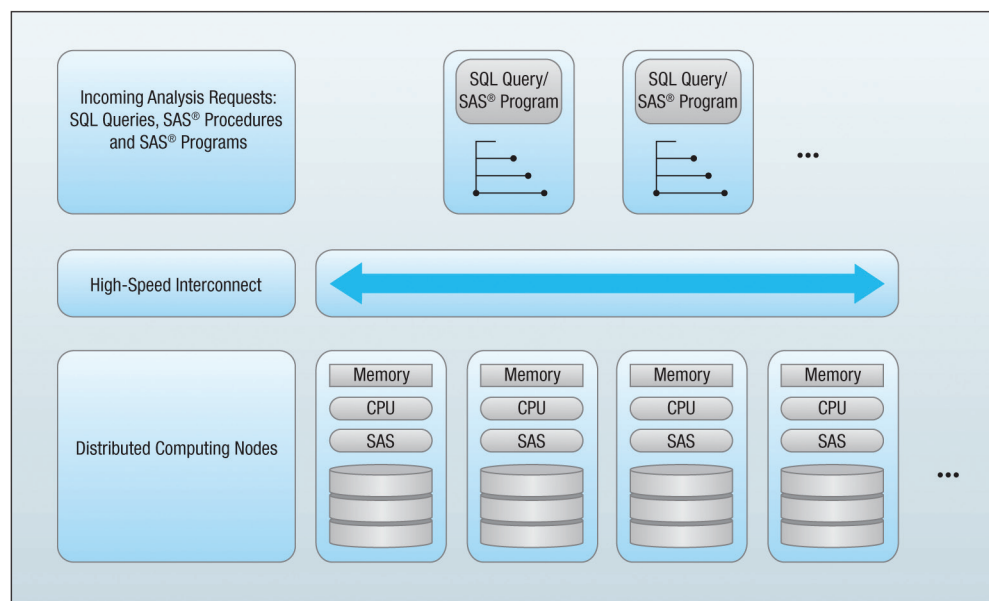 Incoming Analysis Requests:
SQL Queries, SAS® Procedures
and SAS® Programs
SQL Query/
SAS® Program
SQL Query/
SAS® Program
...
High-Speed Interconnect
Distributed Computing Nodes
Memory
CPU
SAS
Memory
CPU
SAS
Memory
CPU
SAS
Memory
CPU
SAS
...